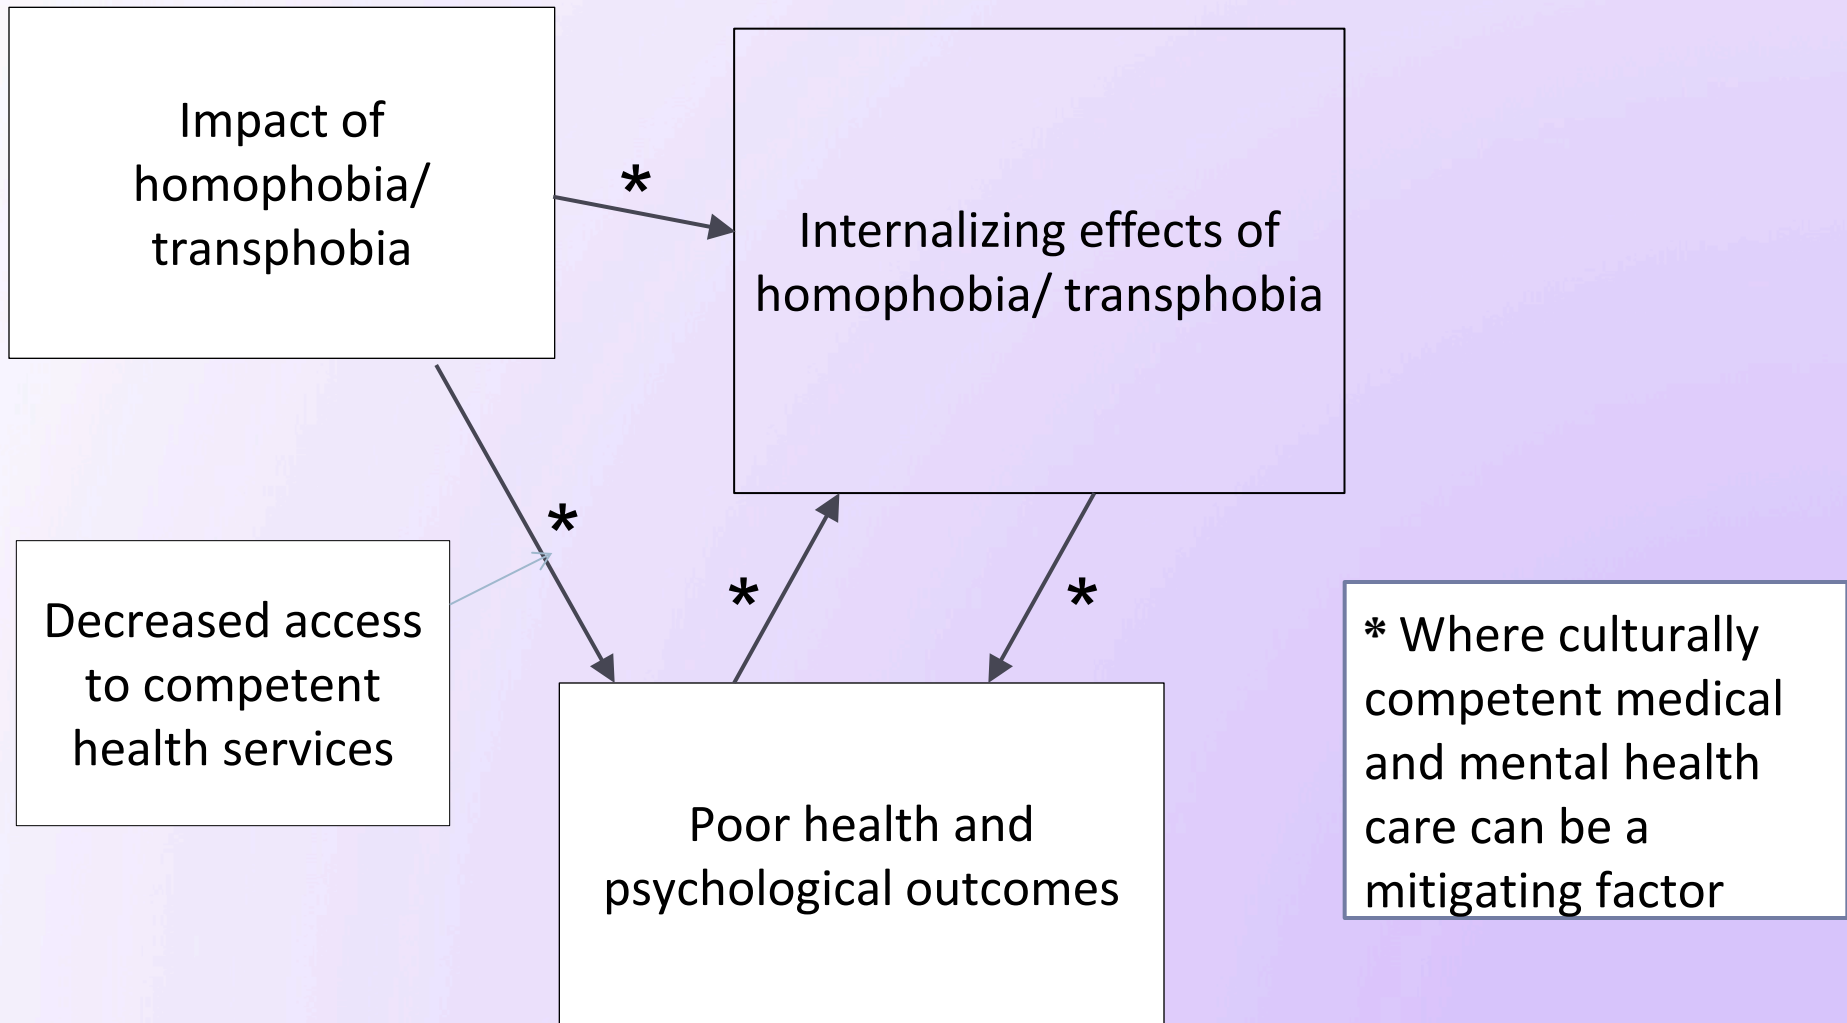 Impact of
homophobia/
transphobia
*
Internalizing effects of
homophobia/ transphobia
*
Decreased access
to competent
health services
*
*
Poor health and
psychological outcomes
* Where culturally
competent medical
and mental health
care can be a
mitigating factor